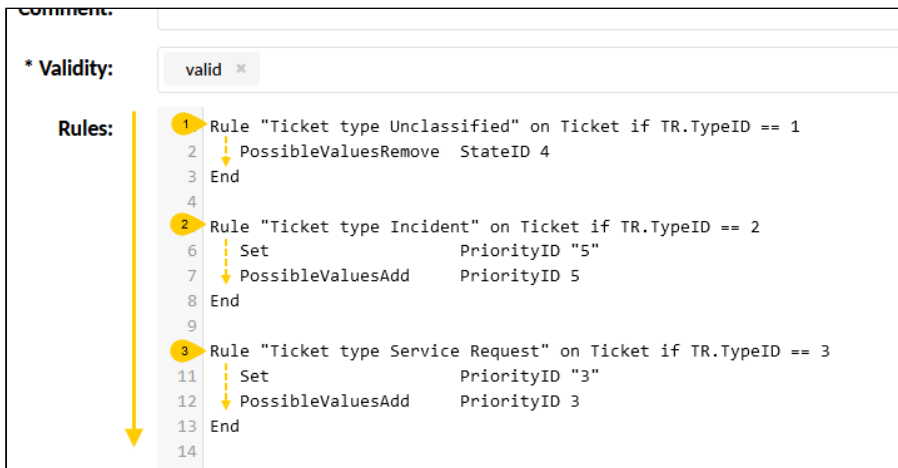 Comment:
* Validity:
valid ×
Rules:
1 Rule "Ticket type Unclassified" on Ticket if TR.TypeID == 1
2 PossibleValuesRemove StateID 4
3 End
4
2 Rule "Ticket type Incident" on Ticket if TR.TypeID == 2
6 Set PriorityID "5"
7 PossibleValuesAdd PriorityID 5
8 End
9
3 Rule "Ticket type Service Request" on Ticket if TR.TypeID == 3
11 Set PriorityID "3"
12 PossibleValuesAdd PriorityID 3
13 End
14